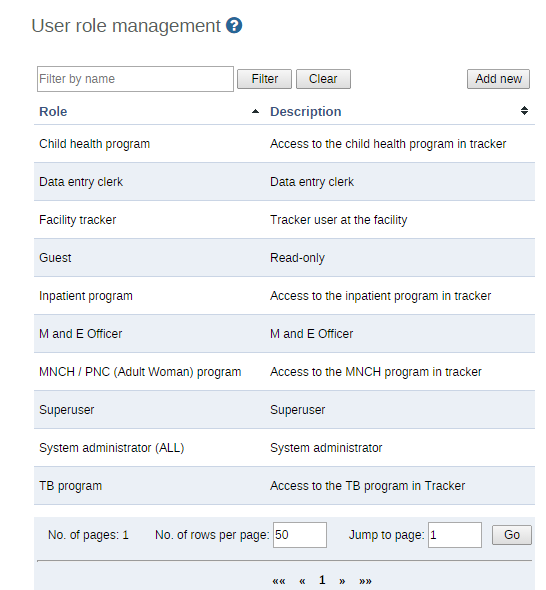 User role management ?
Filter by name Filter Clear Add new
Role Description
Child health program Access to the child health program in tracker
Data entry clerk Data entry clerk
Facility tracker Tracker user at the facility
Guest Read-only
Inpatient program Access to the inpatient program in tracker
M and E Officer M and E Officer
MNCH / PNC (Adult Woman) program Access to the MNCH program in tracker
Superuser Superuser
System administrator (ALL) System administrator
TB program Access to the TB program in Tracker
No. of pages: 1 No. of rows per page: 50 Jump to page: 1 Go
«« « 1 » »»